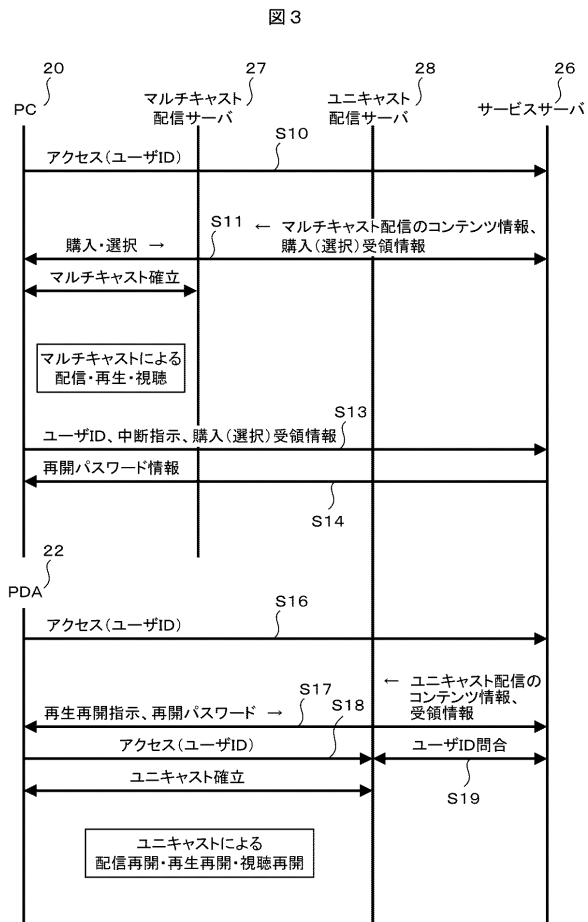 図3
20
27
28
26
PC
マルチキャスト
配信サーバ
ユニキャスト
配信サーバ
サービスサーバ
アクセス(ユーザID)
S10
S11
← マルチキャスト配信のコンテンツ情報、
購入(選択)受領情報
購入・選択 →
マルチキャスト確立
マルチキャストによる
配信・再生・視聴
S13
ユーザID、中断指示、購入(選択)受領情報
再開パスワード情報
S14
22
PDA
S16
アクセス(ユーザID)
← ユニキャスト配信の
コンテンツ情報、
受領情報
S17
S18
再生再開指示、再開パスワード →
アクセス(ユーザID)
ユーザID問合
ユニキャスト確立
S19
ユニキャストによる
配信再開・再生再開・視聴再開